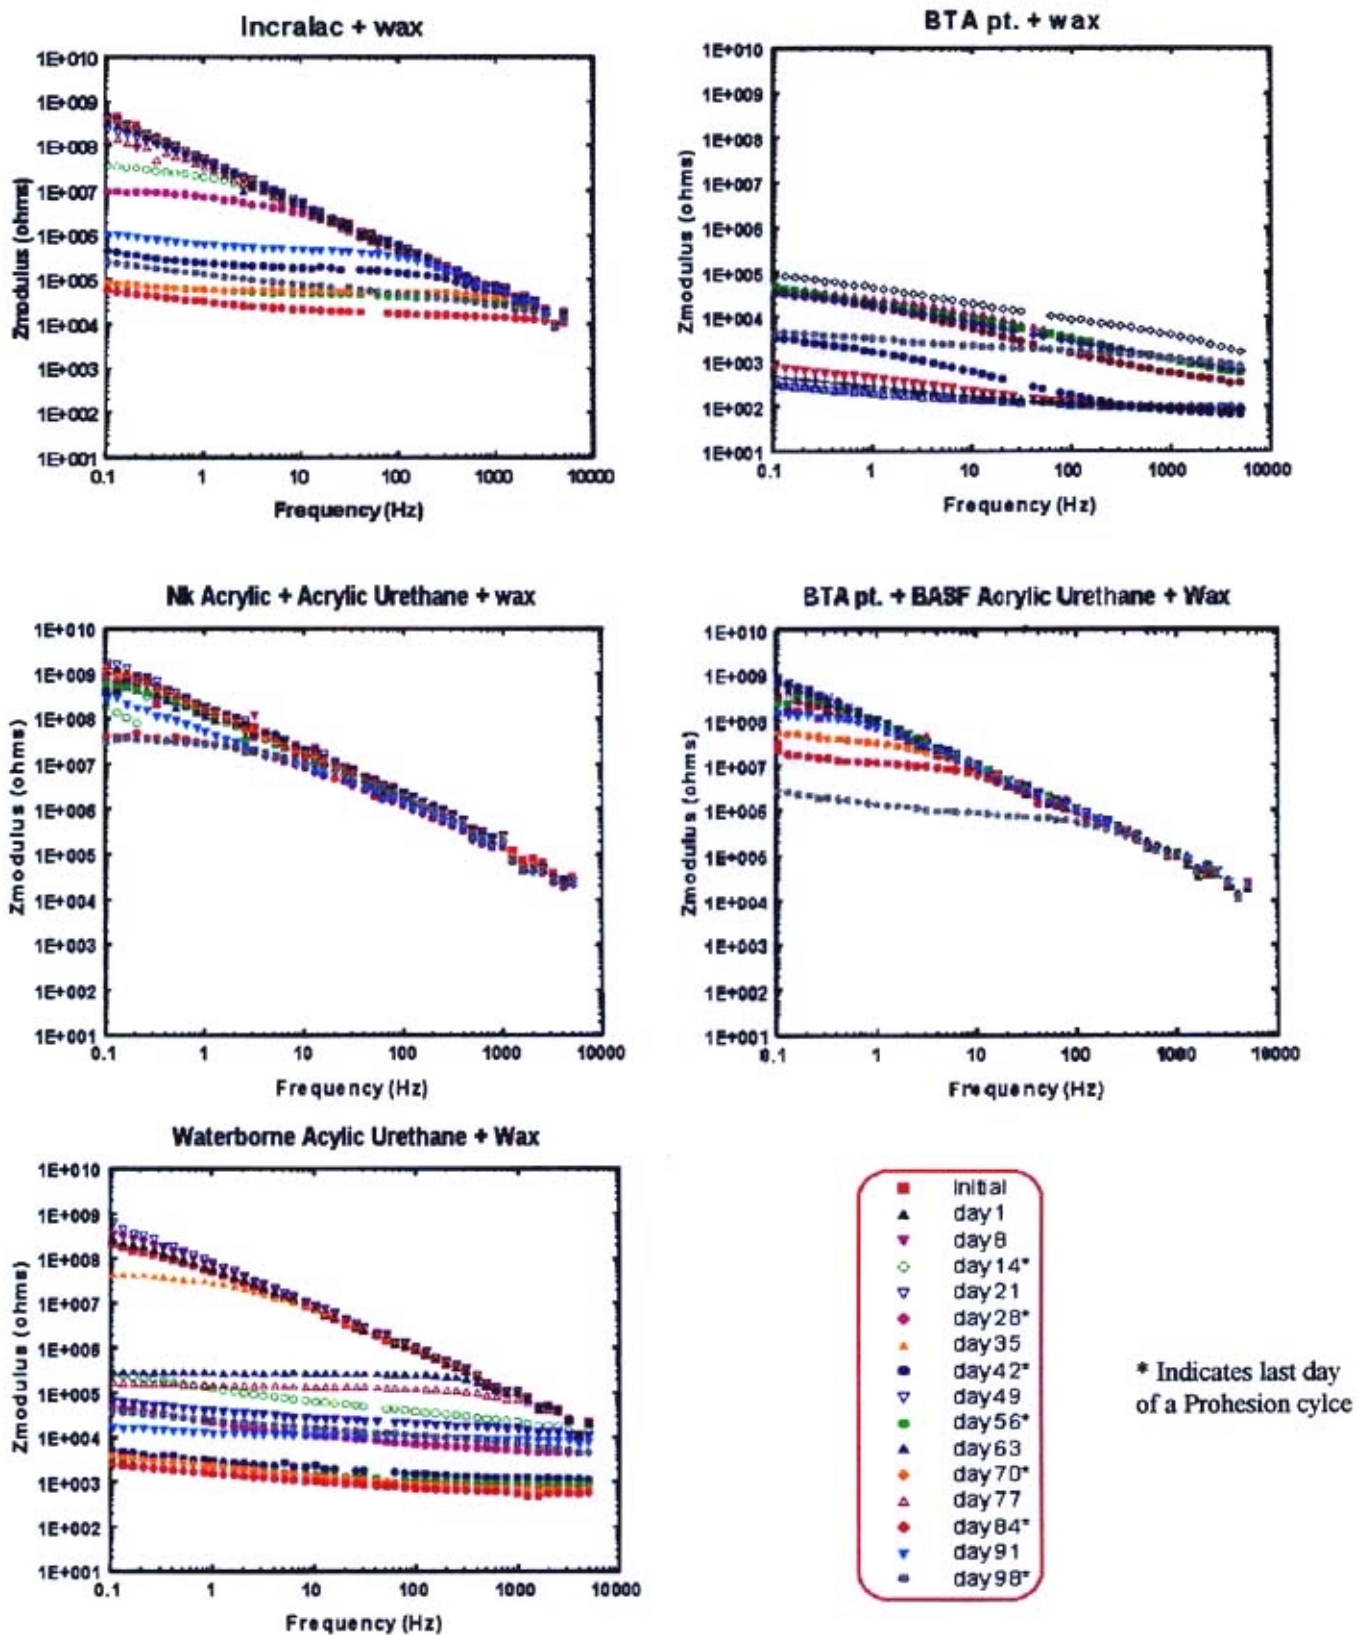 Incralac + wax
1E+010
1E+009
1E+008
1E+007
1E+006
1E+005
1E+004
1E+003
1E+002
1E+001
Zmodulus (ohms)
0.1 1 10 100 1000 10000
Frequency (Hz)
BTA pt. + wax
1E+010
1E+009
1E+008
1E+007
1E+006
1E+005
1E+004
1E+003
1E+002
1E+001
Zmodulus (ohms)
0.1 1 10 100 1000 10000
Frequency (Hz)
Nk Acrylic + Acrylic Urethane + wax
1E+010
1E+009
1E+008
1E+007
1E+006
1E+005
1E+004
1E+003
1E+002
1E+001
Zmodulus (ohms)
0.1 1 10 100 1000 10000
Frequency (Hz)
BTA pt. + BASF Acrylic Urethane + Wax
1E+010
1E+009
1E+008
1E+007
1E+006
1E+005
1E+004
1E+003
1E+002
1E+001
Zmodulus (ohms)
0.1 1 10 100 1000 10000
Frequency (Hz)
Waterborne Acylic Urethane + Wax
1E+010
1E+009
1E+008
1E+007
1E+006
1E+005
1E+004
1E+003
1E+002
1E+001
Zmodulus (ohms)
0.1 1 10 100 1000 10000
Frequency (Hz)
Initial
day1
day8
day14*
day21
day28*
day35
day42*
day49
day56*
day63
day70*
day77
day84*
day91
day98*
* Indicates last day
of a Prohesion cylce